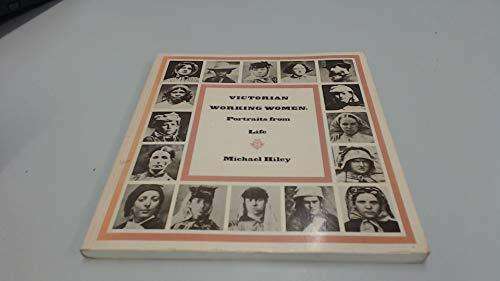 VICTORIAN
WORKING WOMEN:
Portraits from
Life
Michael Hiley